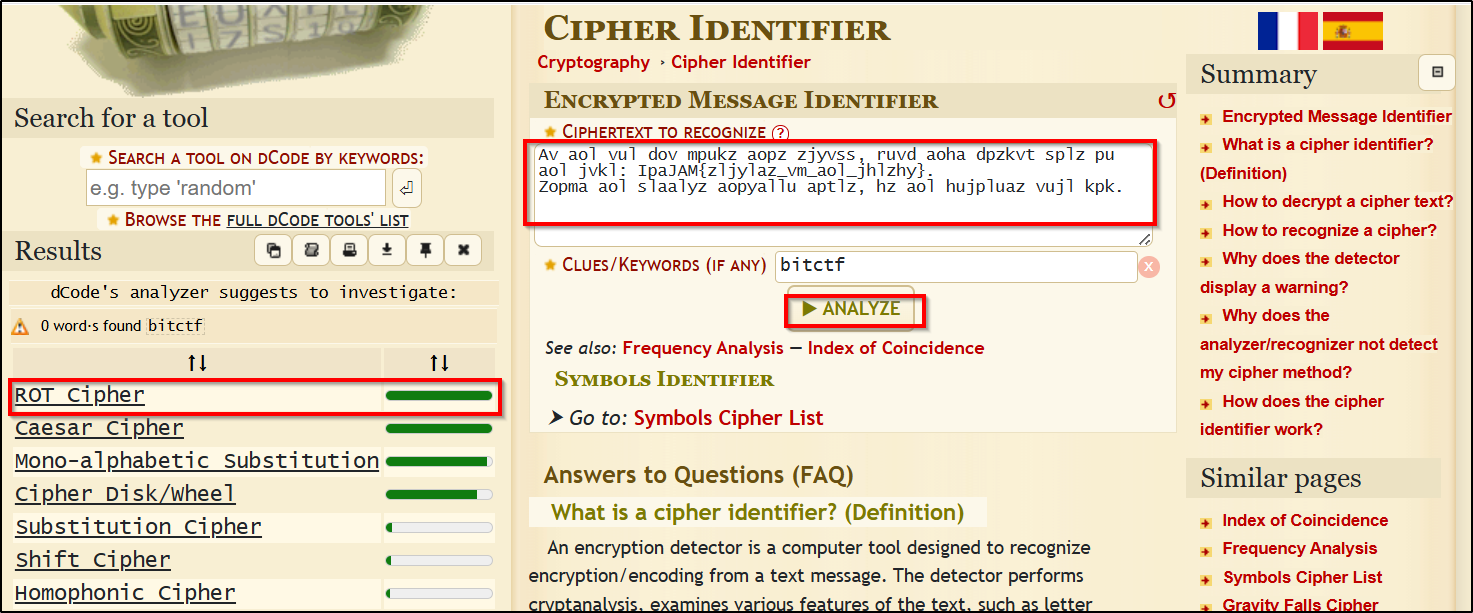 Search for a tool
★ SEARCH A TOOL ON DCODE BY KEYWORDS:
e.g. type 'random'
★ BROWSE THE FULL DCODE TOOLS' LIST
Results
dCode's analyzer suggests to investigate:
0 word·s found bitctf
↑↓ ↑↓
ROT Cipher
Caesar Cipher
Mono-alphabetic Substitution
Cipher Disk/Wheel
Substitution Cipher
Shift Cipher
Homophonic Cipher
CIPHER IDENTIFIER
Cryptography › Cipher Identifier
ENCRYPTED MESSAGE IDENTIFIER
★ CIPHERTEXT TO RECOGNIZE ?
Av aol vul dov mpukz aopz zjyvss, ruvd aoha dpzkvt splz pu
aol jvkl: IpaJAM{zljylaz_vm_aol_jhlzhy}.
Zopma aol slaalyz aopyallu aptlz, hz aol hujpluaz vujl kpk.
★ CLUES/KEYWORDS (IF ANY) bitctf X
▶ ANALYZE
See also: Frequency Analysis — Index of Coincidence
SYMBOLS IDENTIFIER
➤ Go to: Symbols Cipher List
Answers to Questions (FAQ)
What is a cipher identifier? (Definition)
An encryption detector is a computer tool designed to recognize
encryption/encoding from a text message. The detector performs
cryptanalysis, examines various features of the text, such as letter
Summary
Encrypted Message Identifier
What is a cipher identifier?
(Definition)
How to decrypt a cipher text?
How to recognize a cipher?
Why does the detector
display a warning?
Why does the
analyzer/recognizer not detect
my cipher method?
How does the cipher
identifier work?
Similar pages
Index of Coincidence
Frequency Analysis
Symbols Cipher List
Gravity Falls Cipher